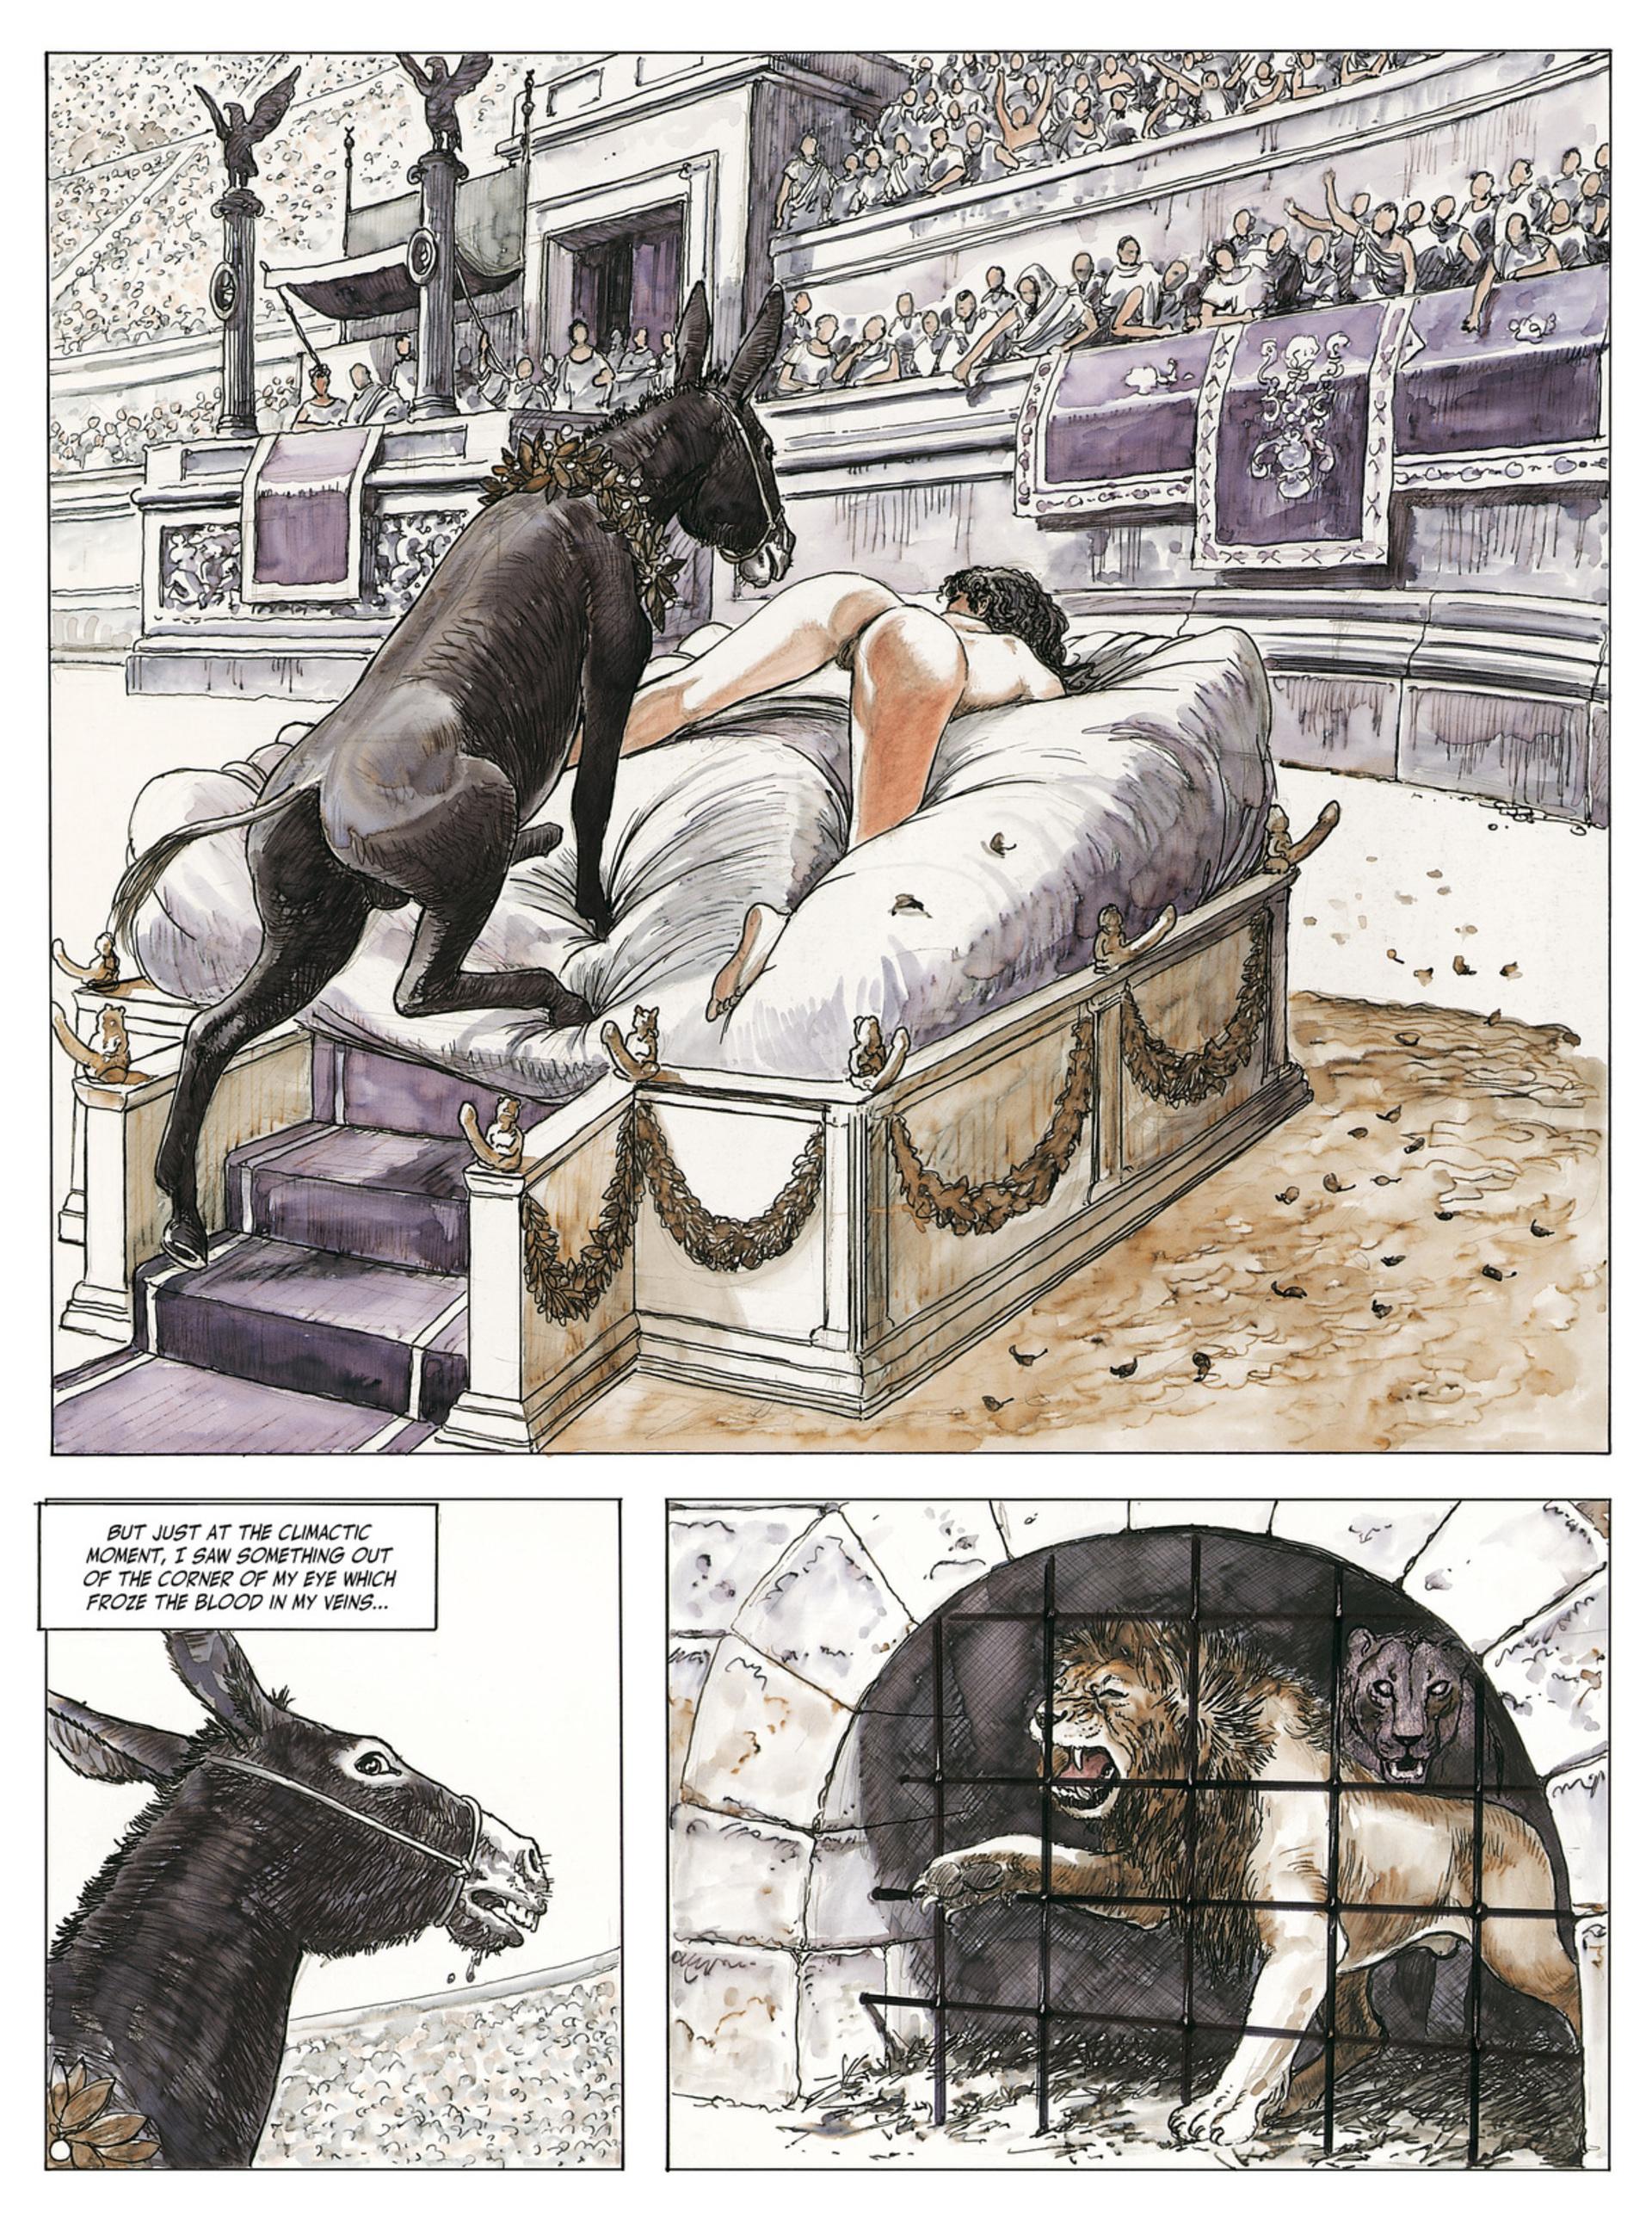 BUT JUST AT THE CLIMACTIC
MOMENT, I SAW SOMETHING OUT
OF THE CORNER OF MY EYE WHICH
FROZE THE BLOOD IN MY VEINS...